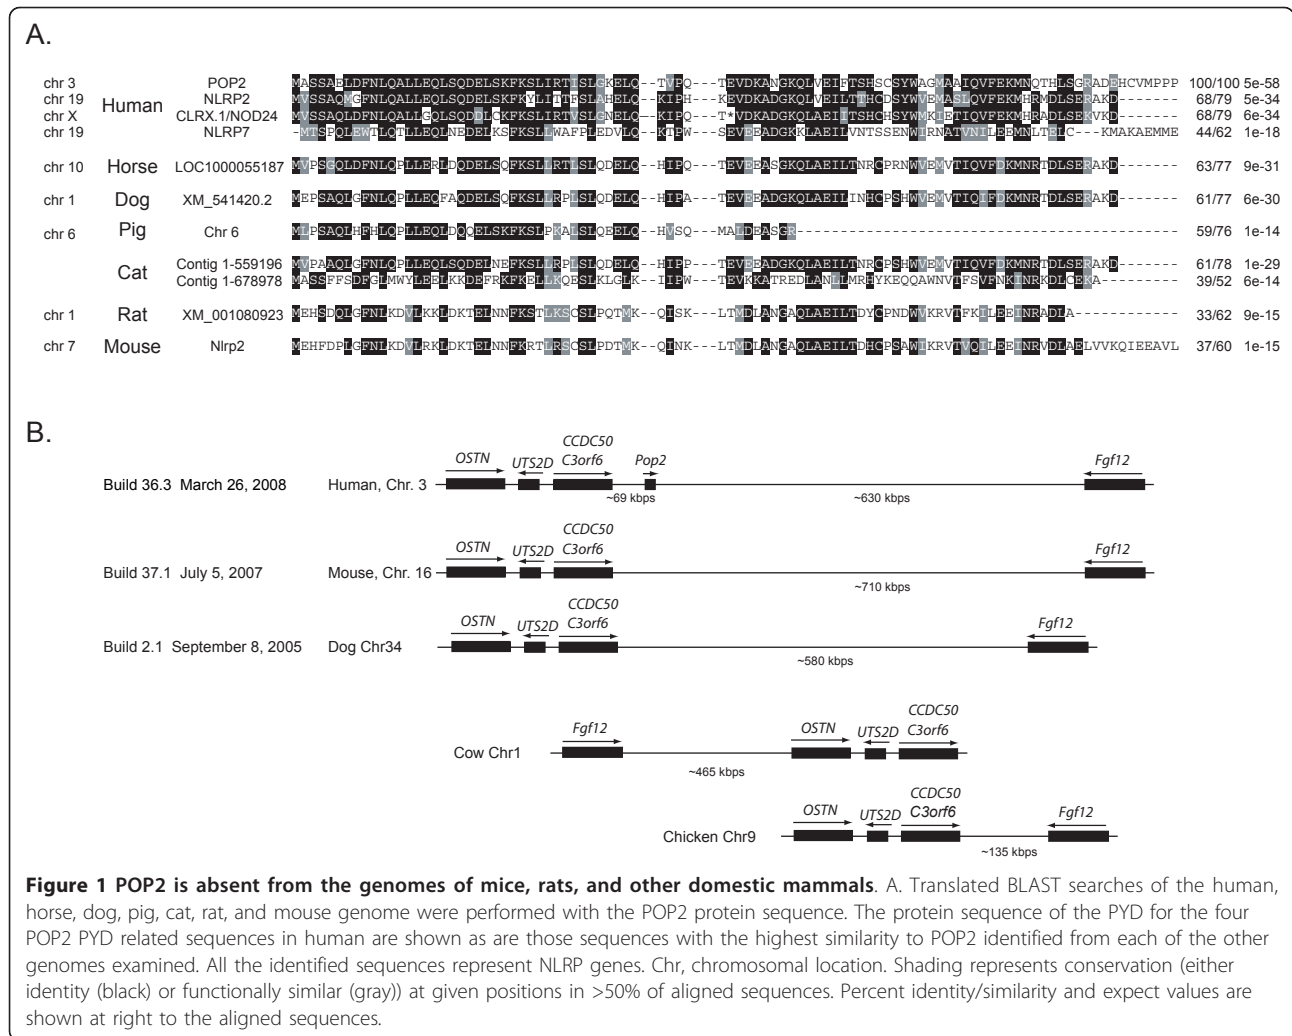 A.
chr 3 POP2 MASSAELDFNLQALLEQLSQDELSKFKSLIRTISLGKELQ--TVPQ---TEVDKANGKQLVEIFTSHSCSYWAGMAAIQVFEKMNQTHLSGRADEHCVMPPP 100/100 5e-58
Human
chr 19 NLRP2 MVSSAQMGFNLQALLEQLSQDELSKFKYLITTFSLAHELQ--KIPH---KEVDKADGKQLVEILTTHCDSYWVEMASLQVFEKMHRMDLSERAKD------- 68/79 5e-34
chr X CLRX.1/NOD24 MVSSAQLGFNLQALLGQLSQDDLCKFKSLIRTVSLGNELQ--KIPQ---T*VDKADGKQLAEIITSHCHSYWMKIETIQVFEKMHRADLSEKVKD------- 68/79 6e-34
chr 19 NLRP7 -MTSPQLEWTLQTLLEQLNEDELKSFKSLLWAFPLEDVLQ--KTPW---SEVEEADGKKLAEILVNTSSENWIRNATVNILEEMNLTELC---KMAKAEMME 44/62 1e-18
chr 10 Horse LOC1000055187 MVPSGQLDFNLQPLLERLDQDELSQFKSLLRTLSLQDELQ--HIPQ---TEVEEASGKQLAEILTNRCPRNWVEMVTIQVFDKMNRTDLSERAKD------- 63/77 9e-31
chr 1 Dog XM_541420.2 MEPSAQLGFNLQPLLEQFAQDELSQFKSLLRPLSLQDELQ--HIPA---TEVEEADGKQLAEILINHCPSHWVEMVTIQIFDKMNRTDLSERAKD------- 61/77 6e-30
chr 6 Pig Chr 6 MLPSAQLHFHLQPLLEQLDQQELSKFKSLPKALSLQEELQ--HVSQ---MALDEASGR-------------------------------------------- 59/76 1e-14
Cat
Contig 1-559196 MVPAAQLGFNLQPLLEQLSQDELNEFKSLLRPLSLQDELQ--HIPQ---TEVEEADGKQLAEILTNRCPSHWVEMVTIQVFDKMNRTDLSERAKD------- 61/78 1e-29
Contig 1-678978 MASSFFSDFGLMWYLEELKKDEFRKFKELLKQESLKLGLK--IIPH---TEVKKATREDLANLLMRHYKEQQAWNVTFSVFNKINRKDLCEKA--------- 39/52 6e-14
chr 1 Rat XM_001080923 MEHSDQLGFNLKDVLKKLDKTELNNFKSTLKSCSLPQTMK--QISK---LTMDLANGAQLAEILTDYCPNDWVKRVTFKILEEINRADLA------------ 33/62 9e-15
chr 7 Mouse Nlrp2 MEHFDPLGFNLKDVLRKLDKTELNNFKRTLRSCSLPDTMK--QINK---LTMDLANGAQLAEILTDHCPSAWIKRVTVQILEEINRVDLAELVVKQIEEAVL 37/60 1e-15
B.
Build 36.3 March 26, 2008 Human, Chr. 3 OSTN UTS2D CCDC50 C3orf6 Pop2 Fgf12
~69 kbps ~630 kbps
Build 37.1 July 5, 2007 Mouse, Chr. 16 OSTN UTS2D CCDC50 C3orf6 Fgf12
~710 kbps
Build 2.1 September 8, 2005 Dog Chr34 OSTN UTS2D CCDC50 C3orf6 Fgf12
~580 kbps
Cow Chr1 Fgf12 OSTN UTS2D CCDC50 C3orf6
~465 kbps
Chicken Chr9 OSTN UTS2D CCDC50 C3orf6 Fgf12
~135 kbps
Figure 1 POP2 is absent from the genomes of mice, rats, and other domestic mammals. A. Translated BLAST searches of the human,
horse, dog, pig, cat, rat, and mouse genome were performed with the POP2 protein sequence. The protein sequence of the PYD for the four
POP2 PYD related sequences in human are shown as are those sequences with the highest similarity to POP2 identified from each of the other
genomes examined. All the identified sequences represent NLRP genes. Chr, chromosomal location. Shading represents conservation (either
identity (black) or functionally similar (gray)) at given positions in >50% of aligned sequences. Percent identity/similarity and expect values are
shown at right to the aligned sequences.